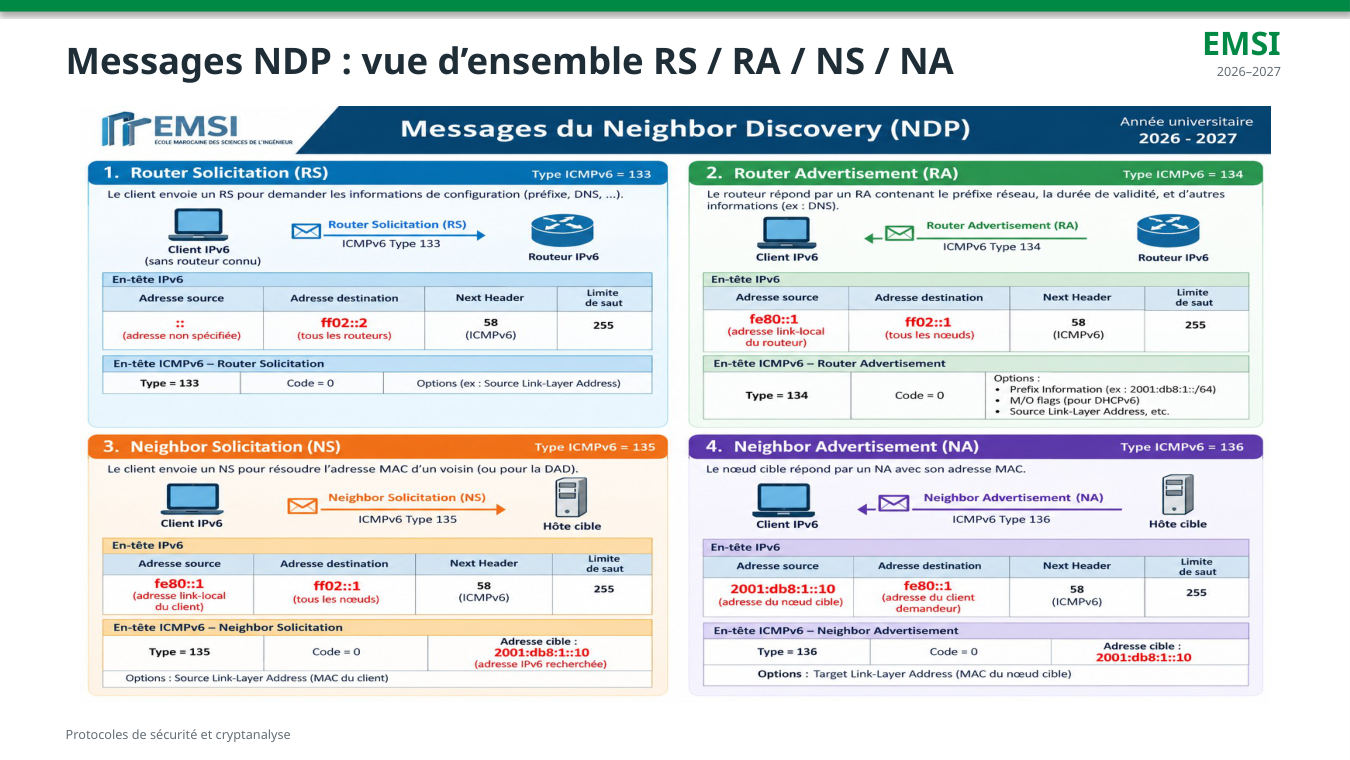 Messages NDP : vue d’ensemble RS / RA / NS / NA
EMSI
2026–2027
EMSI
ECOLE MAROCAINE DES SCIENCES DE L'INGÉNIEUR
Messages du Neighbor Discovery (NDP)
Année universitaire
2026 - 2027
1. Router Solicitation (RS)
Type ICMPv6 = 133
Le client envoie un RS pour demander les informations de configuration (préfixe, DNS, ...).
Router Solicitation (RS)
ICMPv6 Type 133
Client IPv6
(sans routeur connu)
Routeur IPv6
En-tête IPv6
Adresse source
Adresse destination
Next Header
Limite
de saut
::
(adresse non spécifiée)
ff02::2
(tous les routeurs)
58
(ICMPv6)
255
En-tête ICMPv6 – Router Solicitation
Type = 133
Code = 0
Options (ex : Source Link-Layer Address)
2. Router Advertisement (RA)
Type ICMPv6 = 134
Le routeur répond par un RA contenant le préfixe réseau, la durée de validité, et d’autres
informations (ex : DNS).
Router Advertisement (RA)
ICMPv6 Type 134
Client IPv6
Routeur IPv6
En-tête IPv6
Adresse source
Adresse destination
Next Header
Limite
de saut
fe80::1
(adresse link-local
du routeur)
ff02::1
(tous les nœuds)
58
(ICMPv6)
255
En-tête ICMPv6 – Router Advertisement
Type = 134
Code = 0
Options :
• Prefix Information (ex : 2001:db8:1::/64)
• M/O flags (pour DHCPv6)
• Source Link-Layer Address, etc.
3. Neighbor Solicitation (NS)
Type ICMPv6 = 135
Le client envoie un NS pour résoudre l’adresse MAC d’un voisin (ou pour la DAD).
Neighbor Solicitation (NS)
ICMPv6 Type 135
Client IPv6
Hôte cible
En-tête IPv6
Adresse source
Adresse destination
Next Header
Limite
de saut
fe80::1
(adresse link-local
du client)
ff02::1
(tous les nœuds)
58
(ICMPv6)
255
En-tête ICMPv6 – Neighbor Solicitation
Type = 135
Code = 0
Adresse cible :
2001:db8:1::10
(adresse IPv6 recherchée)
Options : Source Link-Layer Address (MAC du client)
4. Neighbor Advertisement (NA)
Type ICMPv6 = 136
Le nœud cible répond par un NA avec son adresse MAC.
Neighbor Advertisement (NA)
ICMPv6 Type 136
Client IPv6
Hôte cible
En-tête IPv6
Adresse source
Adresse destination
Next Header
Limite
de saut
2001:db8:1::10
(adresse du nœud cible)
fe80::1
(adresse du client
demandeur)
58
(ICMPv6)
255
En-tête ICMPv6 – Neighbor Advertisement
Type = 136
Code = 0
Adresse cible :
2001:db8:1::10
Options : Target Link-Layer Address (MAC du nœud cible)
Protocoles de sécurité et cryptanalyse